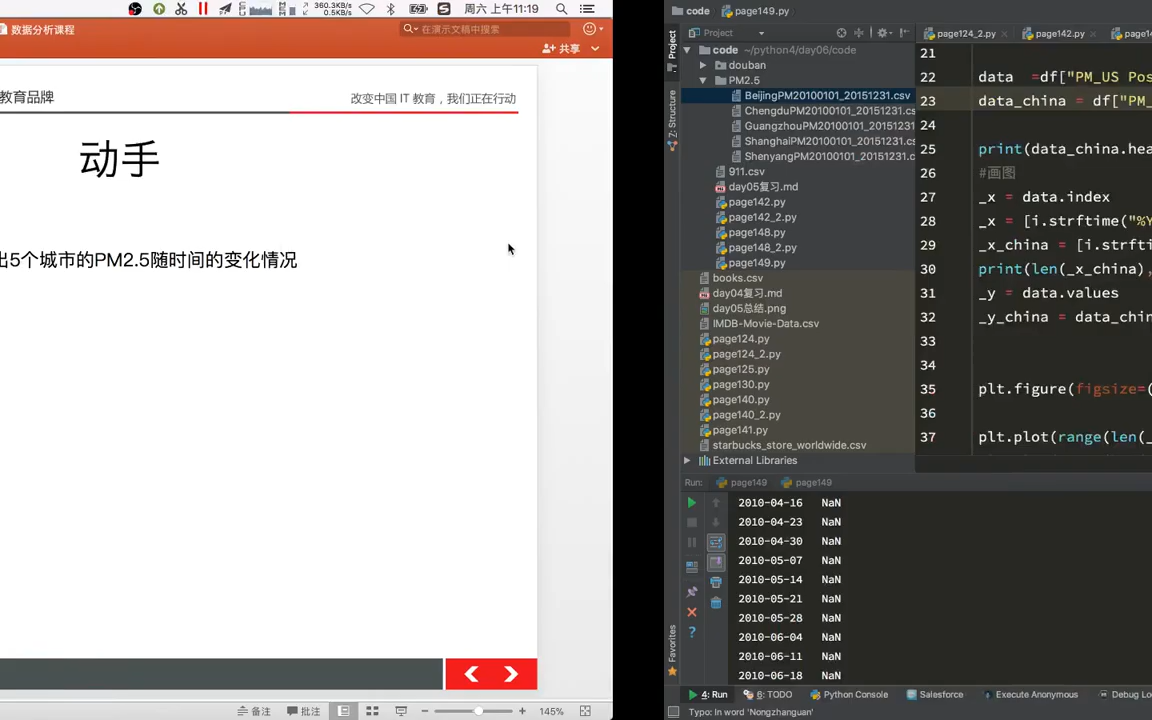 360.3KB/s
0.5KB/s
周六 上午11:19
数据分析课程
在演示文稿中搜索
共享
教育品牌
改变中国 IT 教育，我们正在行动
动手
出5个城市的PM2.5随时间的变化情况
备注
批注
145%
code
page149.py
Project
page124_2.py
page142.py
page14
code ~/python4/day06/code
douban
PM2.5
BeijingPM20100101_20151231.csv
ChengduPM20100101_20151231.cs
GuangzhouPM20100101_20151231
ShanghaiPM20100101_20151231.cs
ShenyangPM20100101_20151231.c
911.csv
day05复习.md
page142.py
page142_2.py
page148.py
page148_2.py
page149.py
books.csv
day04复习.md
day05总结.png
IMDB-Movie-Data.csv
page124.py
page124_2.py
page125.py
page130.py
page140.py
page140_2.py
page141.py
starbucks_store_worldwide.csv
External Libraries
Project
Z: Structure
Favorites
21
22 data =df["PM_US Pos
23 data_china = df["PM_
24
25 print(data_china.hea
26 #画图
27 _x = data.index
28 _x = [i.strftime("%Y
29 _x_china = [i.strfti
30 print(len(_x_china),
31 _y = data.values
32 _y_china = data_chin
33
34
35 plt.figure(figsize=(
36
37 plt.plot(range(len(_
Run: page149 page149
2010-04-16 NaN
2010-04-23 NaN
2010-04-30 NaN
2010-05-07 NaN
2010-05-14 NaN
2010-05-21 NaN
2010-05-28 NaN
2010-06-04 NaN
2010-06-11 NaN
2010-06-18 NaN
4: Run
6: TODO
Python Console
Salesforce
Execute Anonymous
Debug Lo
Typo: In word 'Nongzhanguan'